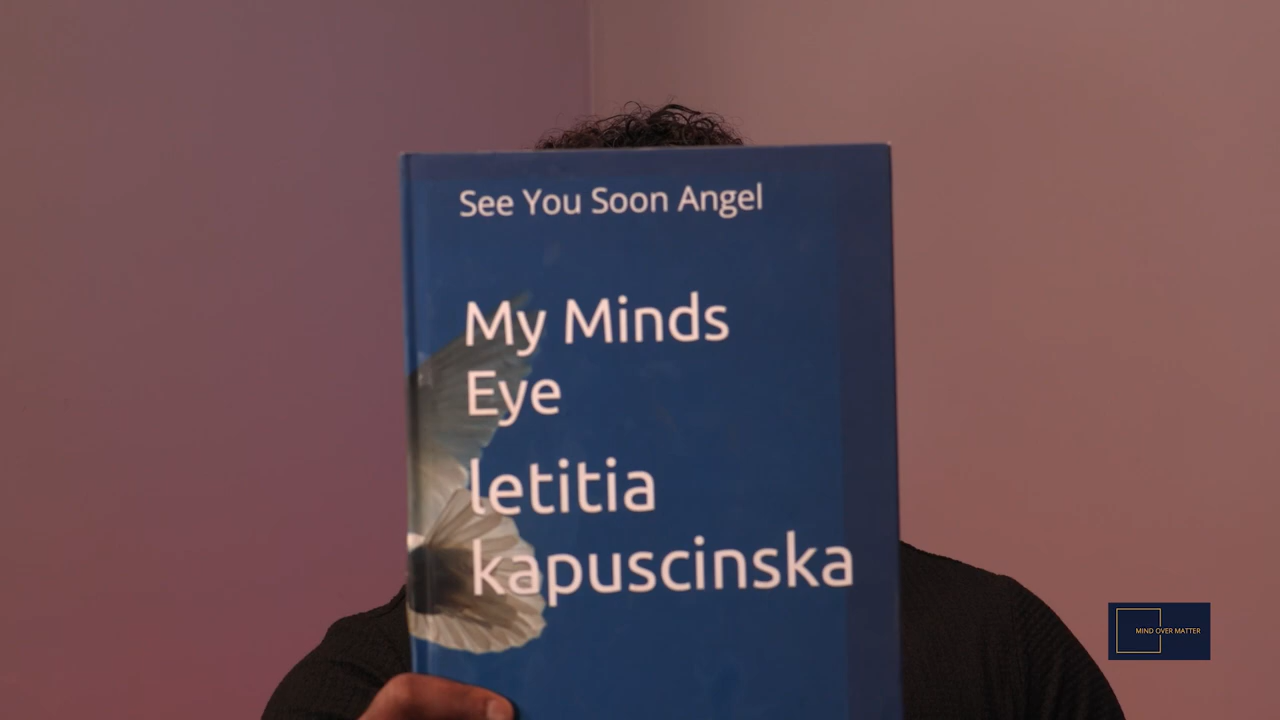 See You Soon Angel
My Minds
Eye
letitia
kapuscinska
MIND OVER MATTER